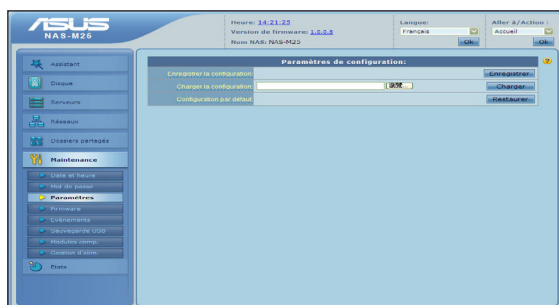 ASUS
NAS-M25
Heure: 14:21:25
Version de firmware: 1.0.0.8
Nom NAS: NAS-M25
Langue:
Français
Ok
Aller à/Action :
Accueil
Ok
Assistant
Disque
Serveurs
Réseaux
Dossiers partagés
Maintenance
Date et heure
Mot de passe
Paramètres
Firmware
Evénements
Sauvegarde USB
Modules comp.
Gestion d'alim.
Etats
Paramètres de configuration:
Enregistrer la configuration:
Enregistrer
Charger la configuration:
Charger
Configuration par défaut:
Restaurer